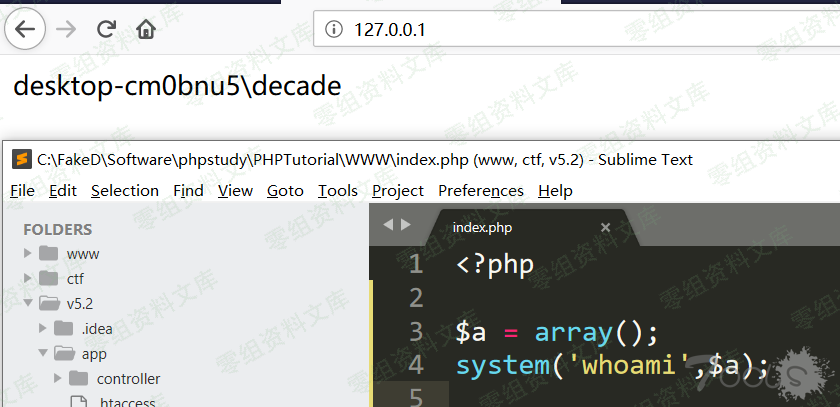 127.0.0.1
desktop-cm0bnu5\decade
C:\FakeD\Software\phpstudy\PHPTutorial\WWW\index.php (www, ctf, v5.2) - Sublime Text
File Edit Selection Find View Goto Tools Project Preferences Help
FOLDERS
www
ctf
v5.2
.idea
app
controller
.htaccess
index.php ×
1 <?php
2
3 $a = array();
4 system('whoami',$a);
5
零组资料文库